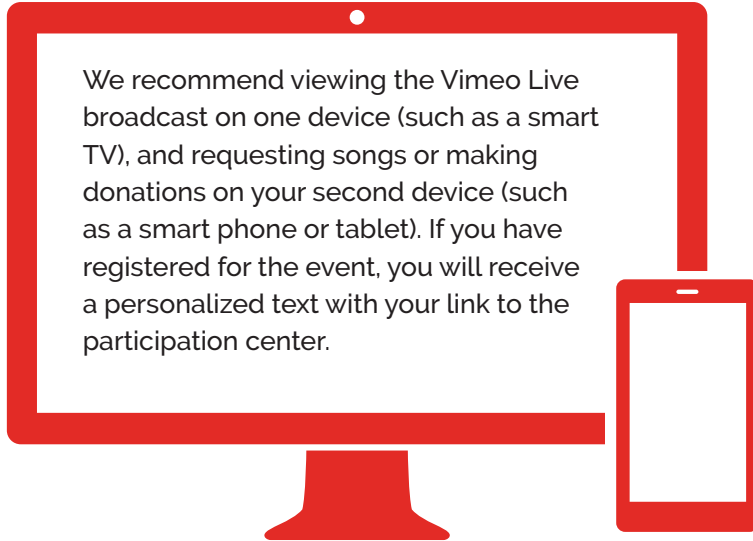 We recommend viewing the Vimeo Live
broadcast on one device (such as a smart
TV), and requesting songs or making
donations on your second device (such
as a smart phone or tablet). If you have
registered for the event, you will receive
a personalized text with your link to the
participation center.